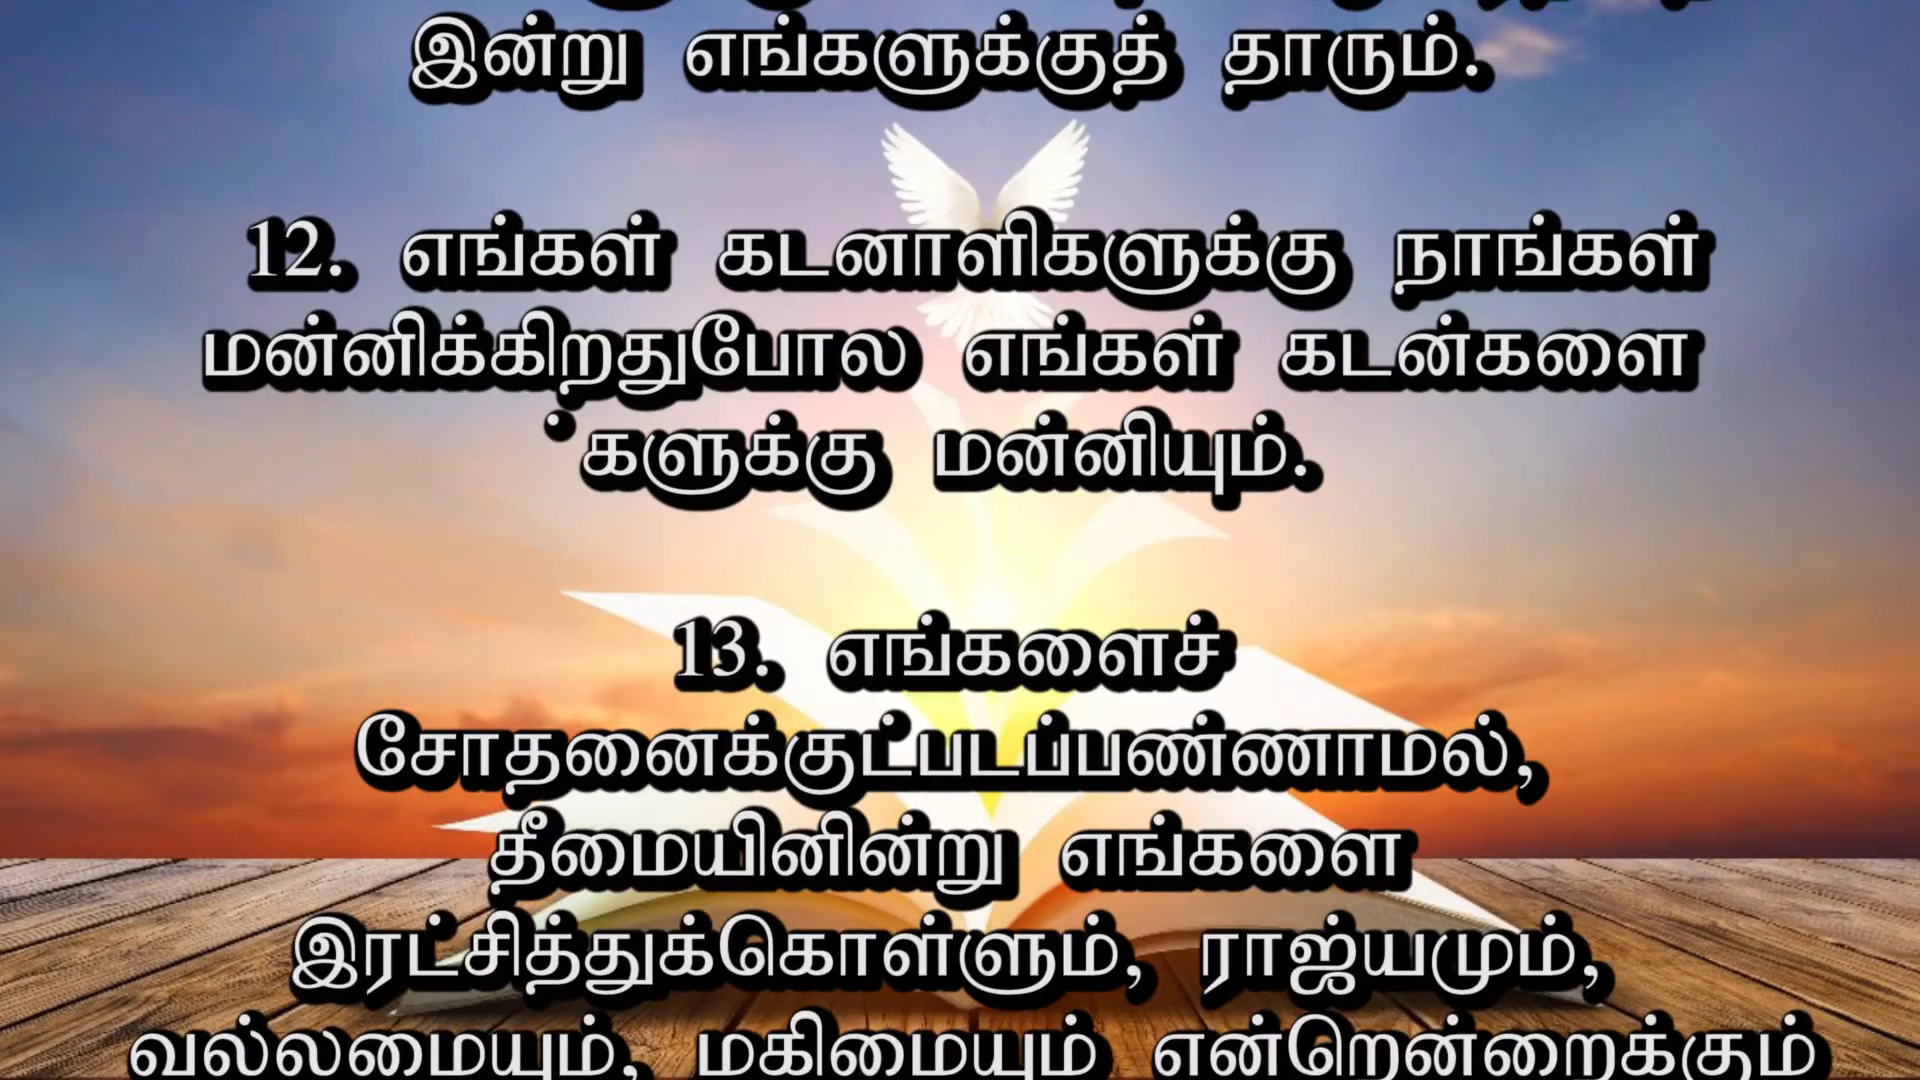 இன்று எங்களுக்குத் தாரும்.
12. எங்கள் கடனாளிகளுக்கு நாங்கள்
மன்னிக்கிறதுபோல எங்கள் கடன்களை
்களுக்கு மன்னியும்.
13. எங்களைச்
சோதனைக்குட்படப்பண்ணாமல்,
தீமையினின்று எங்களை
இரட்சித்துக்கொள்ளும், ராஜ்யமும்,
வல்லமையும், மகிமையும் என்றென்றைக்கும்